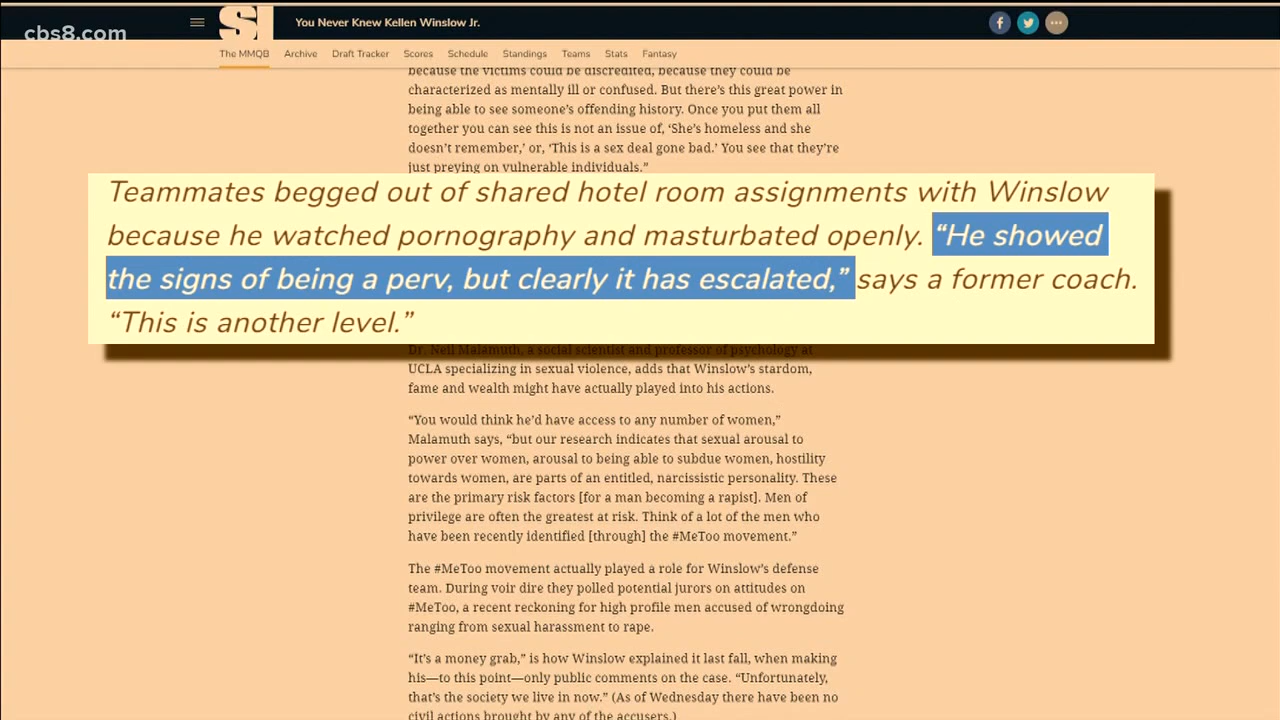 cbs8.com
SI
You Never Knew Kellen Winslow Jr.
The MMQB Archive Draft Tracker Scores Schedule Standings Teams Stats Fantasy
because the victims could be discredited, because they could be
characterized as mentally ill or confused. But there’s this great power in
being able to see someone’s offending history. Once you put them all
together you can see this is not an issue of, ‘She’s homeless and she
doesn’t remember,’ or, ‘This is a sex deal gone bad.’ You see that they’re
just preying on vulnerable individuals.”
Teammates begged out of shared hotel room assignments with Winslow
because he watched pornography and masturbated openly. “He showed
the signs of being a perv, but clearly it has escalated,” says a former coach.
“This is another level.”
Dr. Neil Malamuth, a social scientist and professor of psychology at
UCLA specializing in sexual violence, adds that Winslow’s stardom,
fame and wealth might have actually played into his actions.
“You would think he’d have access to any number of women,”
Malamuth says, “but our research indicates that sexual arousal to
power over women, arousal to being able to subdue women, hostility
towards women, are parts of an entitled, narcissistic personality. These
are the primary risk factors [for a man becoming a rapist]. Men of
privilege are often the greatest at risk. Think of a lot of the men who
have been recently identified [through] the #MeToo movement.”
The #MeToo movement actually played a role for Winslow’s defense
team. During voir dire they polled potential jurors on attitudes on
#MeToo, a recent reckoning for high profile men accused of wrongdoing
ranging from sexual harassment to rape.
“It’s a money grab,” is how Winslow explained it last fall, when making
his—to this point—only public comments on the case. “Unfortunately,
that’s the society we live in now.” (As of Wednesday there have been no
civil actions brought by any of the accusers.)